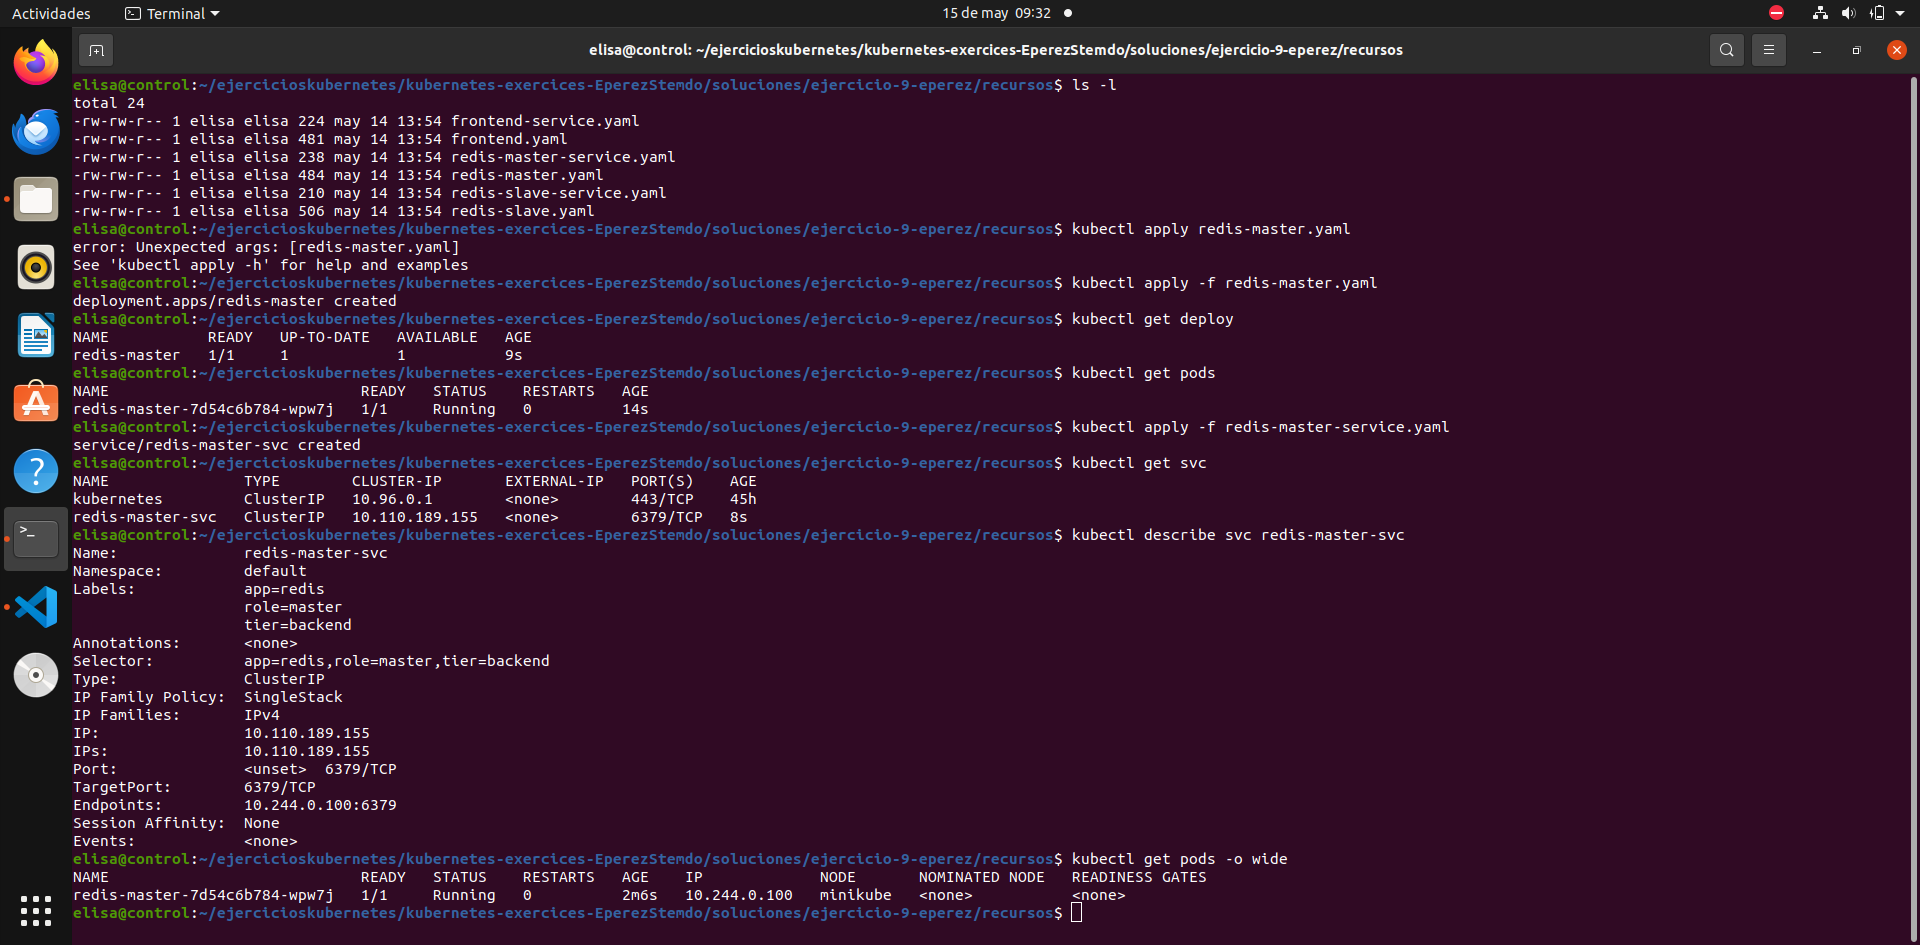 Actividades Terminal 15 de may 09:32
elisa@control: ~/ejercicioskubernetes/kubernetes-exercices-EperezStemdo/soluciones/ejercicio-9-eperez/recursos
elisa@control:~/ejercicioskubernetes/kubernetes-exercices-EperezStemdo/soluciones/ejercicio-9-eperez/recursos$ ls -l
total 24
-rw-rw-r-- 1 elisa elisa 224 may 14 13:54 frontend-service.yaml
-rw-rw-r-- 1 elisa elisa 481 may 14 13:54 frontend.yaml
-rw-rw-r-- 1 elisa elisa 238 may 14 13:54 redis-master-service.yaml
-rw-rw-r-- 1 elisa elisa 484 may 14 13:54 redis-master.yaml
-rw-rw-r-- 1 elisa elisa 210 may 14 13:54 redis-slave-service.yaml
-rw-rw-r-- 1 elisa elisa 506 may 14 13:54 redis-slave.yaml
elisa@control:~/ejercicioskubernetes/kubernetes-exercices-EperezStemdo/soluciones/ejercicio-9-eperez/recursos$ kubectl apply redis-master.yaml
error: Unexpected args: [redis-master.yaml]
See 'kubectl apply -h' for help and examples
elisa@control:~/ejercicioskubernetes/kubernetes-exercices-EperezStemdo/soluciones/ejercicio-9-eperez/recursos$ kubectl apply -f redis-master.yaml
deployment.apps/redis-master created
elisa@control:~/ejercicioskubernetes/kubernetes-exercices-EperezStemdo/soluciones/ejercicio-9-eperez/recursos$ kubectl get deploy
NAME READY UP-TO-DATE AVAILABLE AGE
redis-master 1/1 1 1 9s
elisa@control:~/ejercicioskubernetes/kubernetes-exercices-EperezStemdo/soluciones/ejercicio-9-eperez/recursos$ kubectl get pods
NAME READY STATUS RESTARTS AGE
redis-master-7d54c6b784-wpw7j 1/1 Running 0 14s
elisa@control:~/ejercicioskubernetes/kubernetes-exercices-EperezStemdo/soluciones/ejercicio-9-eperez/recursos$ kubectl apply -f redis-master-service.yaml
service/redis-master-svc created
elisa@control:~/ejercicioskubernetes/kubernetes-exercices-EperezStemdo/soluciones/ejercicio-9-eperez/recursos$ kubectl get svc
NAME TYPE CLUSTER-IP EXTERNAL-IP PORT(S) AGE
kubernetes ClusterIP 10.96.0.1 <none> 443/TCP 45h
redis-master-svc ClusterIP 10.110.189.155 <none> 6379/TCP 8s
elisa@control:~/ejercicioskubernetes/kubernetes-exercices-EperezStemdo/soluciones/ejercicio-9-eperez/recursos$ kubectl describe svc redis-master-svc
Name: redis-master-svc
Namespace: default
Labels: app=redis
role=master
tier=backend
Annotations: <none>
Selector: app=redis,role=master,tier=backend
Type: ClusterIP
IP Family Policy: SingleStack
IP Families: IPv4
IP: 10.110.189.155
IPs: 10.110.189.155
Port: <unset> 6379/TCP
TargetPort: 6379/TCP
Endpoints: 10.244.0.100:6379
Session Affinity: None
Events: <none>
elisa@control:~/ejercicioskubernetes/kubernetes-exercices-EperezStemdo/soluciones/ejercicio-9-eperez/recursos$ kubectl get pods -o wide
NAME READY STATUS RESTARTS AGE IP NODE NOMINATED NODE READINESS GATES
redis-master-7d54c6b784-wpw7j 1/1 Running 0 2m6s 10.244.0.100 minikube <none> <none>
elisa@control:~/ejercicioskubernetes/kubernetes-exercices-EperezStemdo/soluciones/ejercicio-9-eperez/recursos$